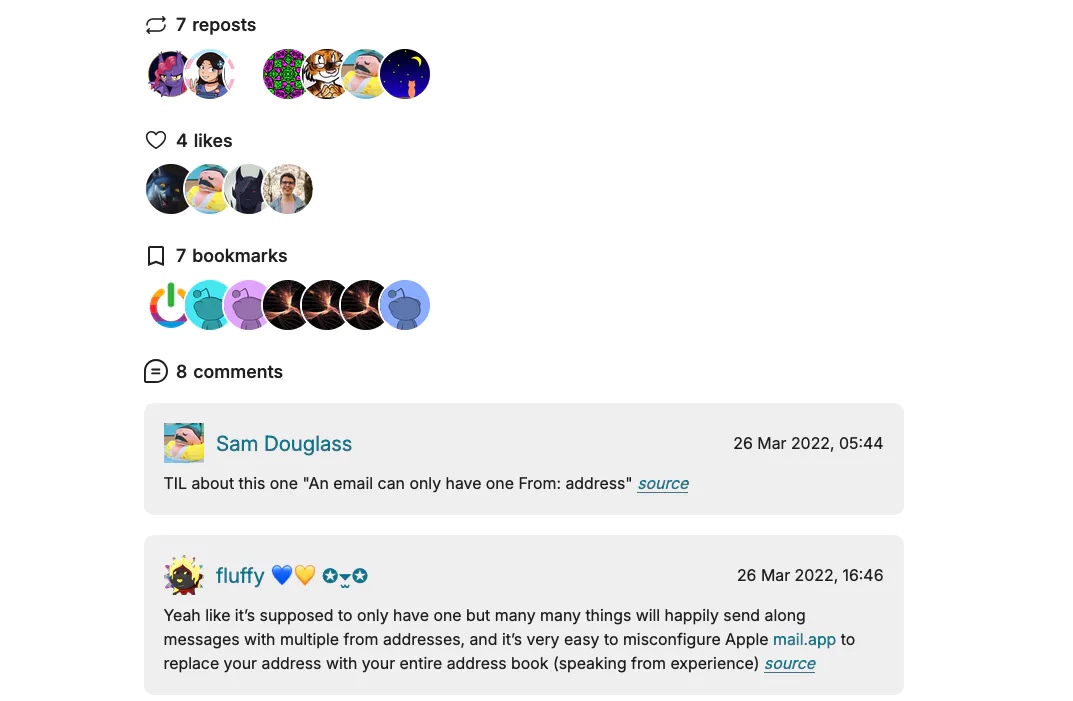 7 reposts
4 likes
7 bookmarks
8 comments
Sam Douglass
26 Mar 2022, 05:44
TIL about this one "An email can only have one From: address" source
fluffy 💙💛 ✪⏷✪
26 Mar 2022, 16:46
Yeah like it’s supposed to only have one but many many things will happily send along
messages with multiple from addresses, and it’s very easy to misconfigure Apple mail.app to
replace your address with your entire address book (speaking from experience) source